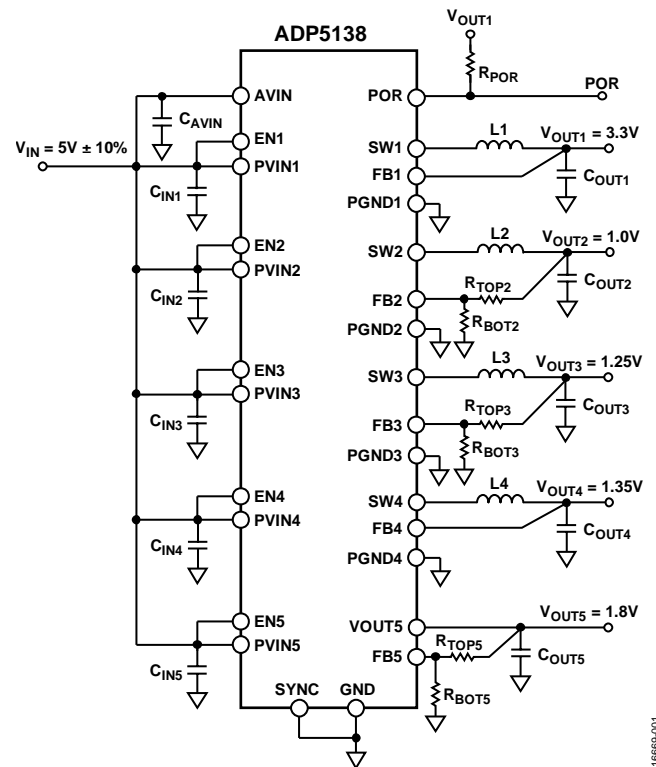 VOUT1
ADP5138
RPOR
AVIN
POR
POR
CAVIN
EN1
SW1
L1
VOUT1 = 3.3V
VIN = 5V ± 10%
PVIN1
FB1
COUT1
CIN1
PGND1
EN2
SW2
L2
VOUT2 = 1.0V
PVIN2
CIN2
FB2
RTOP2
COUT2
RBOT2
PGND2
EN3
SW3
L3
VOUT3 = 1.25V
PVIN3
CIN3
FB3
RTOP3
COUT3
RBOT3
PGND3
EN4
SW4
L4
VOUT4 = 1.35V
PVIN4
FB4
CIN4
COUT4
PGND4
EN5
VOUT5
VOUT5 = 1.8V
PVIN5
FB5
RTOP5
COUT5
CIN5
RBOT5
SYNC
GND
16669-001